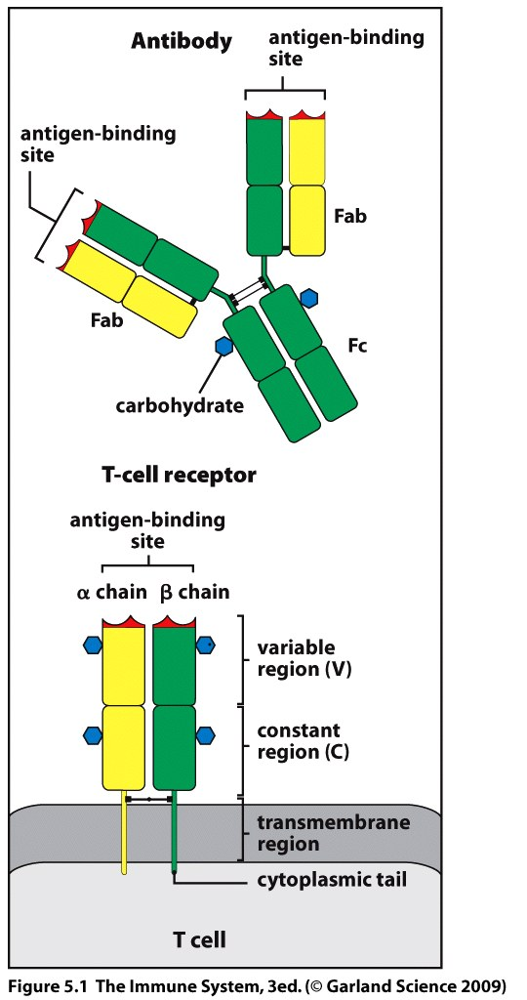 Antibody
antigen-binding
site
antigen-binding
site
Fab
Fab
Fc
carbohydrate
T-cell receptor
antigen-binding
site
α chain β chain
variable
region (V)
constant
region (C)
transmembrane
region
cytoplasmic tail
T cell
Figure 5.1 The Immune System, 3ed. (© Garland Science 2009)